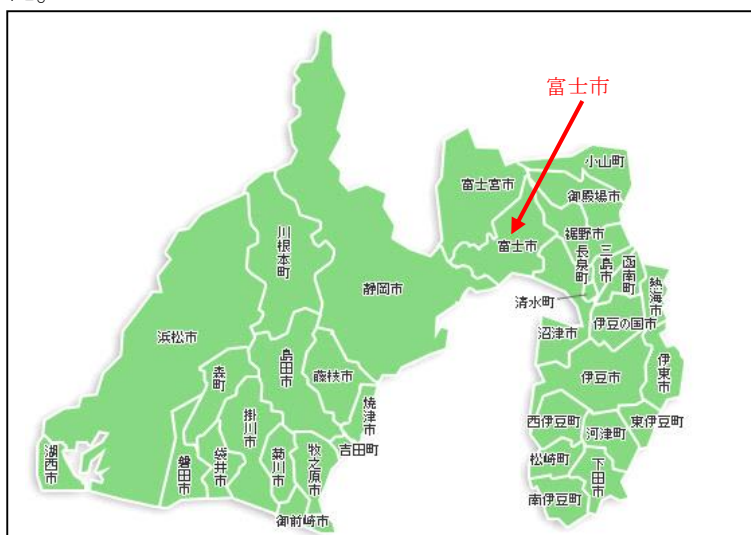 富士市
小山町
富士宮市
御殿場市
裾野市
富士市
長泉町
三島市
函南町
熱海市
川根本町
静岡市
清水町
伊豆の国市
沼津市
浜松市
島田市
藤枝市
森町
伊豆市
伊東市
焼津市
掛川市
西伊豆町
東伊豆町
河津町
吉田町
湖西市
磐田市
袋井市
菊川市
牧之原市
松崎町
下田市
南伊豆町
御前崎市